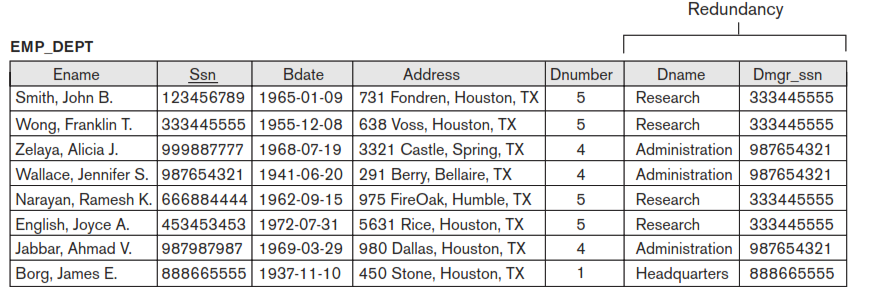 Redundancy
EMP_DEPT
Ename Ssn Bdate Address Dnumber Dname Dmgr_ssn
Smith, John B. 123456789 1965-01-09 731 Fondren, Houston, TX 5 Research 333445555
Wong, Franklin T. 333445555 1955-12-08 638 Voss, Houston, TX 5 Research 333445555
Zelaya, Alicia J. 999887777 1968-07-19 3321 Castle, Spring, TX 4 Administration 987654321
Wallace, Jennifer S. 987654321 1941-06-20 291 Berry, Bellaire, TX 4 Administration 987654321
Narayan, Ramesh K. 666884444 1962-09-15 975 FireOak, Humble, TX 5 Research 333445555
English, Joyce A. 453453453 1972-07-31 5631 Rice, Houston, TX 5 Research 333445555
Jabbar, Ahmad V. 987987987 1969-03-29 980 Dallas, Houston, TX 4 Administration 987654321
Borg, James E. 888665555 1937-11-10 450 Stone, Houston, TX 1 Headquarters 888665555